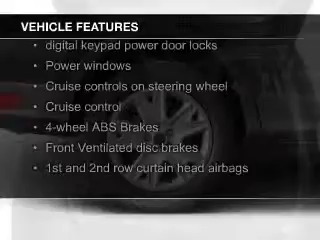 VEHICLE FEATURES
• digital keypad power door locks
• Power windows
• Cruise controls on steering wheel
• Cruise control
• 4-wheel ABS Brakes
• Front Ventilated disc brakes
• 1st and 2nd row curtain head airbags